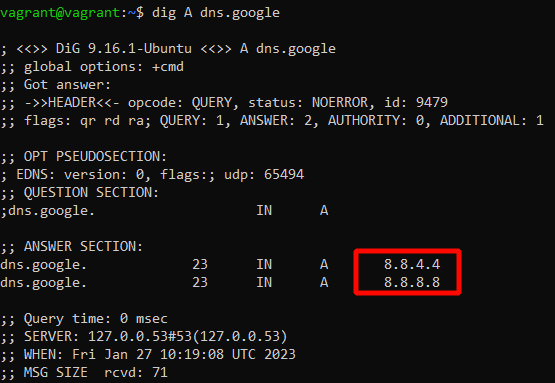 vagrant@vagrant:~$ dig A dns.google
; <<>> DiG 9.16.1-Ubuntu <<>> A dns.google
;; global options: +cmd
;; Got answer:
;; ->>HEADER<<- opcode: QUERY, status: NOERROR, id: 9479
;; flags: qr rd ra; QUERY: 1, ANSWER: 2, AUTHORITY: 0, ADDITIONAL: 1
;; OPT PSEUDOSECTION:
; EDNS: version: 0, flags:; udp: 65494
;; QUESTION SECTION:
;dns.google. IN A
;; ANSWER SECTION:
dns.google. 23 IN A 8.8.4.4
dns.google. 23 IN A 8.8.8.8
;; Query time: 0 msec
;; SERVER: 127.0.0.53#53(127.0.0.53)
;; WHEN: Fri Jan 27 10:19:08 UTC 2023
;; MSG SIZE rcvd: 71